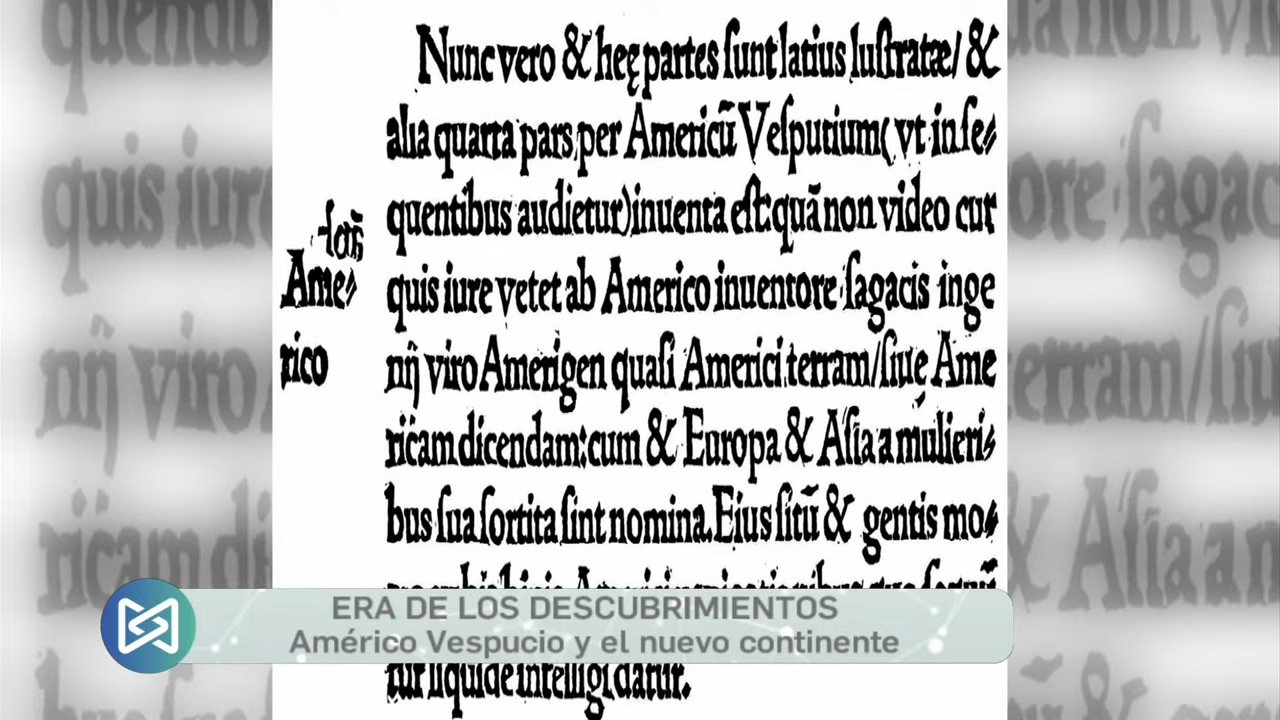 Nunc vero & hęę partes ſunt latius luſtratæ/ &
alia quarta pars per Americũ Veſputium( vt in ſe⸗
quentibus audietur)inuenta eſt:quã non video cur
quis iure vetet ab Americo inuentore ſagacis inge
nij viro Amerigen quaſi Americi terram/ſiue Ame
ricam dicendam:cum & Europa & Aſia a mulieri⸗
bus ſua ſortita ſint nomina.Eius ſitũ & gentis mo⸗
tur liquide intelligi datur.
Ame⸗
rico
ERA DE LOS DESCUBRIMIENTOS
Américo Vespucio y el nuevo continente